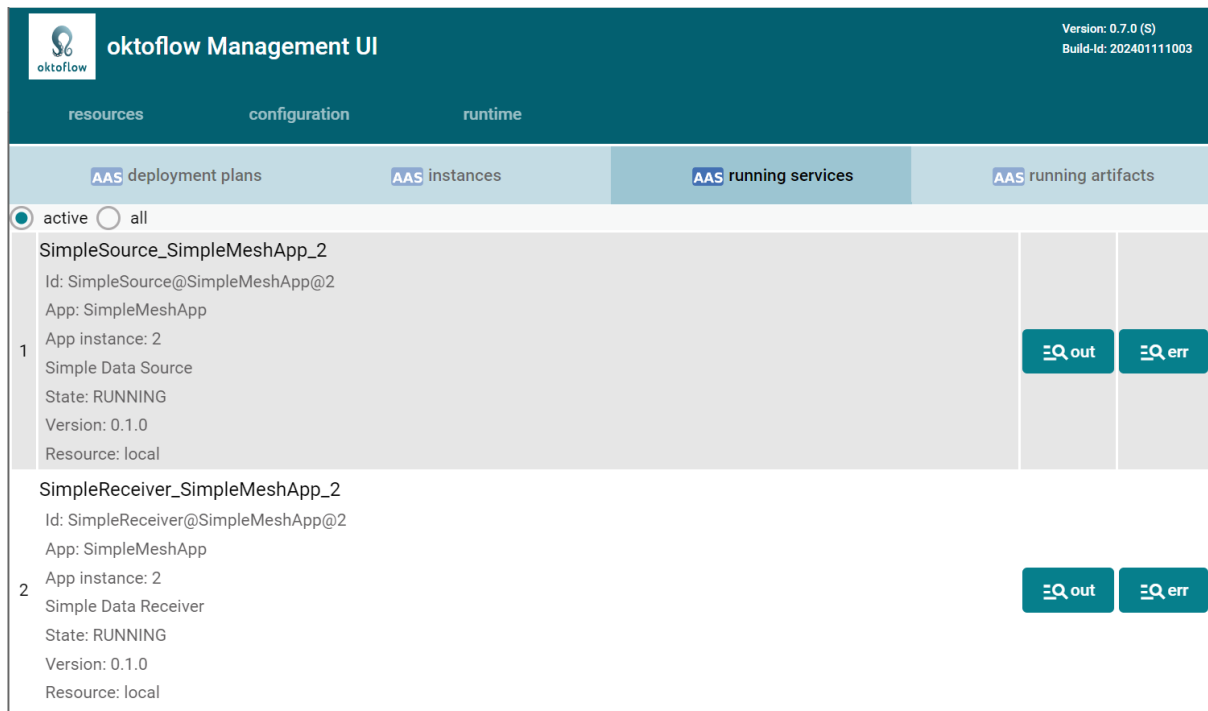 oktoflow
oktoflow Management UI
Version: 0.7.0 (S)
Build-Id: 202401111003
resources configuration runtime
AAS deployment plans AAS instances AAS running services AAS running artifacts
active all
SimpleSource_SimpleMeshApp_2
Id: SimpleSource@SimpleMeshApp@2
App: SimpleMeshApp
App instance: 2
1
Simple Data Source
State: RUNNING
Version: 0.1.0
Resource: local
out err
SimpleReceiver_SimpleMeshApp_2
Id: SimpleReceiver@SimpleMeshApp@2
App: SimpleMeshApp
App instance: 2
2
Simple Data Receiver
State: RUNNING
Version: 0.1.0
Resource: local
out err